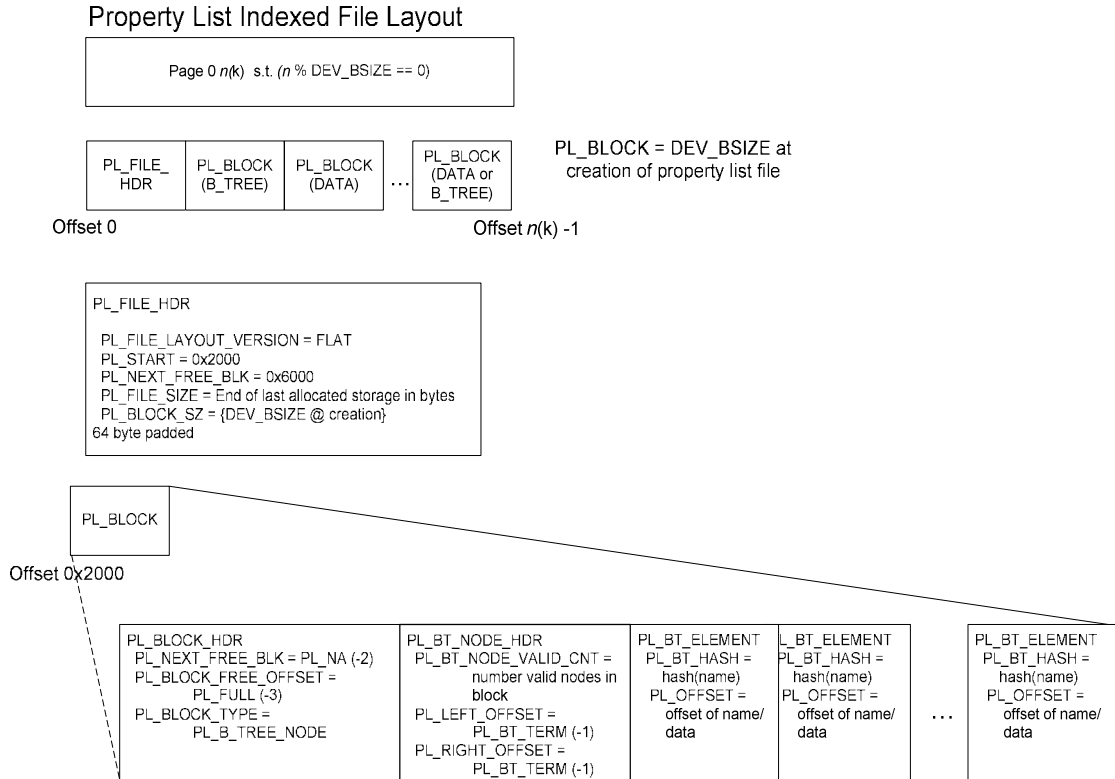 Property List Indexed File Layout
Page 0 n(k) s.t. (n % DEV_BSIZE == 0)
PL_FILE_
HDR
PL_BLOCK
(B_TREE)
PL_BLOCK
(DATA)
...
PL_BLOCK
(DATA or
B_TREE)
PL_BLOCK = DEV_BSIZE at
creation of property list file
Offset 0
Offset n(k) -1
PL_FILE_HDR
PL_FILE_LAYOUT_VERSION = FLAT
PL_START = 0x2000
PL_NEXT_FREE_BLK = 0x6000
PL_FILE_SIZE = End of last allocated storage in bytes
PL_BLOCK_SZ = {DEV_BSIZE @ creation}
64 byte padded
PL_BLOCK
Offset 0x2000
PL_BLOCK_HDR
PL_NEXT_FREE_BLK = PL_NA (-2)
PL_BLOCK_FREE_OFFSET =
PL_FULL (-3)
PL_BLOCK_TYPE =
PL_B_TREE_NODE
PL_BT_NODE_HDR
PL_BT_NODE_VALID_CNT =
number valid nodes in
block
PL_LEFT_OFFSET =
PL_BT_TERM (-1)
PL_RIGHT_OFFSET =
PL_BT_TERM (-1)
PL_BT_ELEMENT
PL_BT_HASH =
hash(name)
PL_OFFSET =
offset of name/
data
L_BT_ELEMENT
PL_BT_HASH =
hash(name)
PL_OFFSET =
offset of name/
data
...
PL_BT_ELEMENT
PL_BT_HASH =
hash(name)
PL_OFFSET =
offset of name/
data